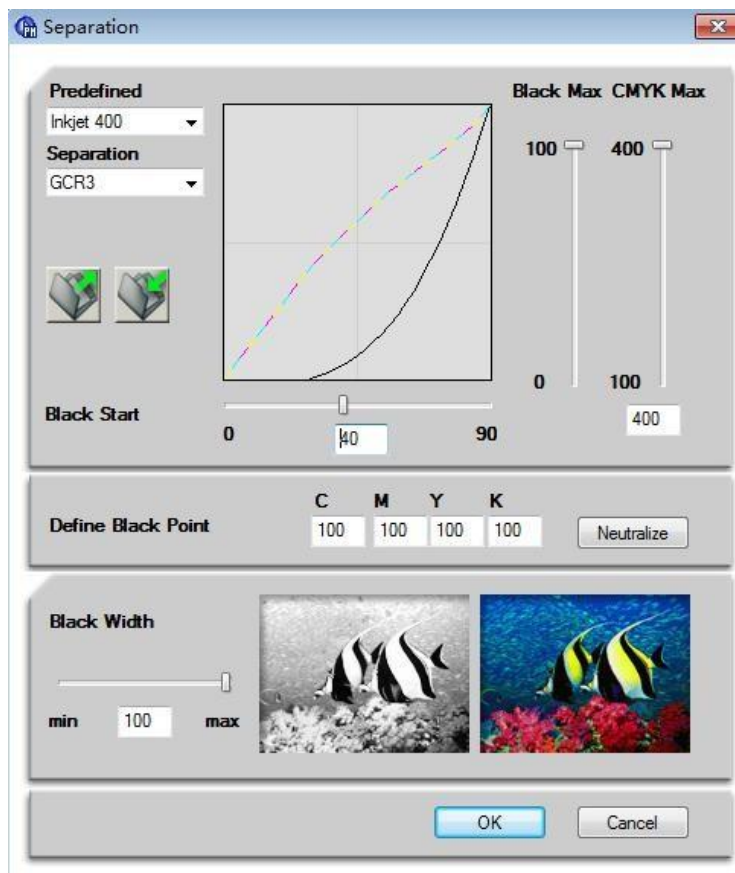 Separation
Predefined
Inkjet 400
Separation
GCR3
Black Max CMYK Max
100 400
0 100
400
Black Start
0 40 90
Define Black Point
C M Y K
100 100 100 100
Neutralize
Black Width
min 100 max
OK Cancel